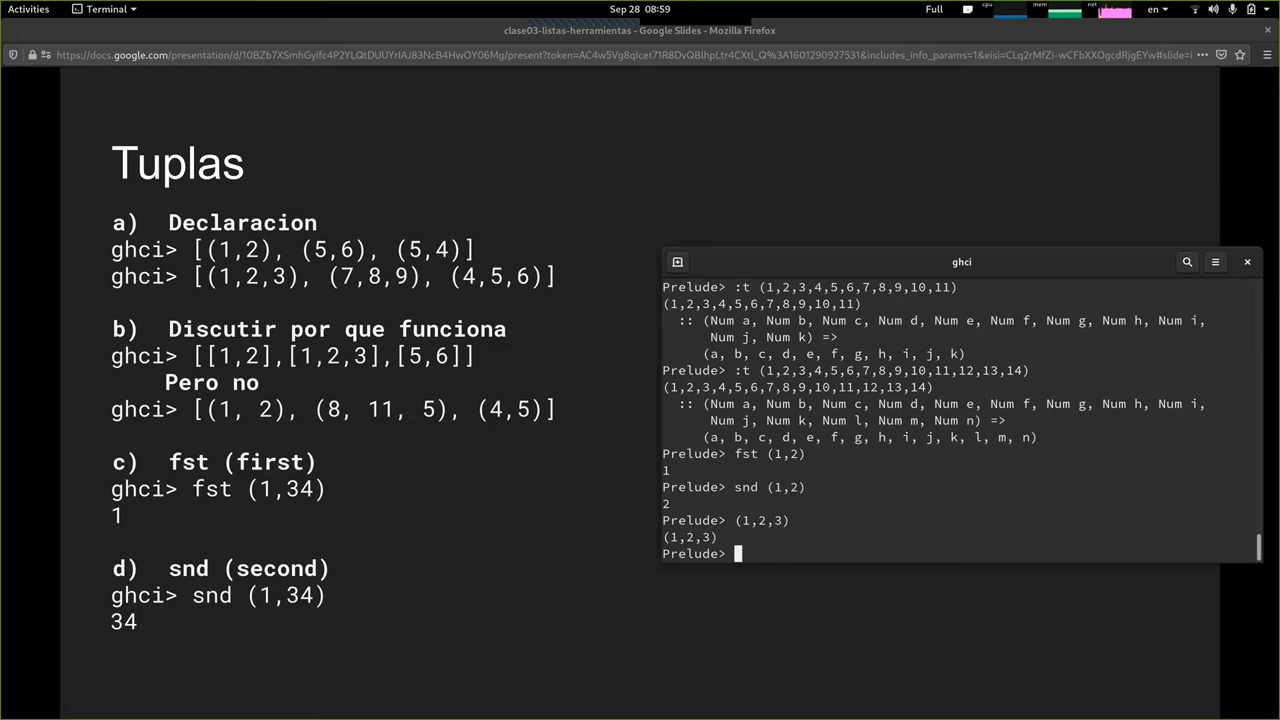 Activities
Terminal
Sep 28 08:59
Full
cpu
mem
net
en
clase03-listas-herramientas - Google Slides - Mozilla Firefox
Tuplas
a) Declaracion
ghci> [(1,2), (5,6), (5,4)]
ghci> [(1,2,3), (7,8,9), (4,5,6)]
b) Discutir por que funciona
ghci> [[1,2],[1,2,3],[5,6]]
Pero no
ghci> [(1, 2), (8, 11, 5), (4,5)]
c) fst (first)
ghci> fst (1,34)
1
d) snd (second)
ghci> snd (1,34)
34
ghci
Prelude> :t (1,2,3,4,5,6,7,8,9,10,11)
(1,2,3,4,5,6,7,8,9,10,11)
:: (Num a, Num b, Num c, Num d, Num e, Num f, Num g, Num h, Num i,
Num j, Num k) =>
(a, b, c, d, e, f, g, h, i, j, k)
Prelude> :t (1,2,3,4,5,6,7,8,9,10,11,12,13,14)
(1,2,3,4,5,6,7,8,9,10,11,12,13,14)
:: (Num a, Num b, Num c, Num d, Num e, Num f, Num g, Num h, Num i,
Num j, Num k, Num l, Num m, Num n) =>
(a, b, c, d, e, f, g, h, i, j, k, l, m, n)
Prelude> fst (1,2)
1
Prelude> snd (1,2)
2
Prelude> (1,2,3)
(1,2,3)
Prelude>